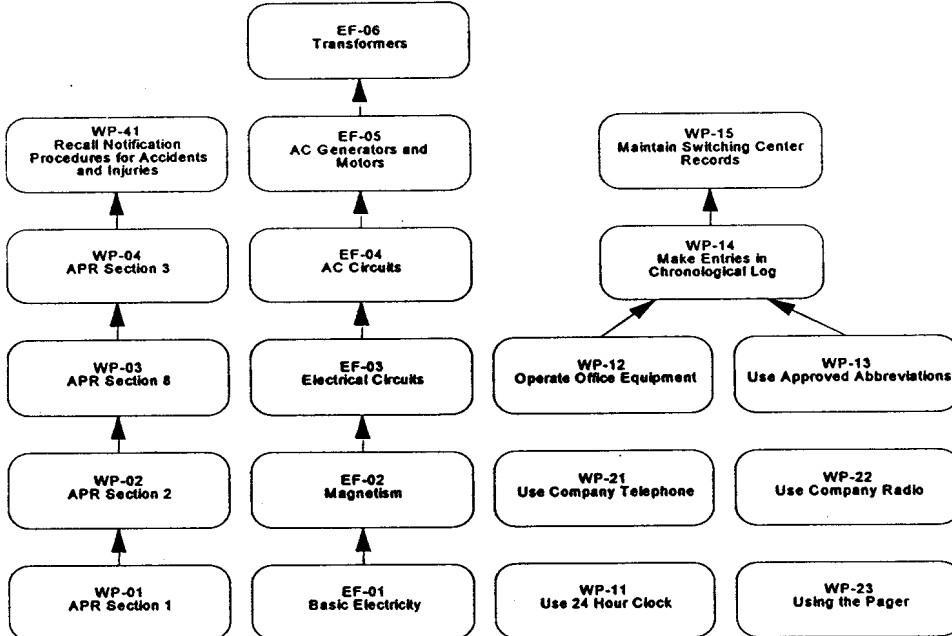 EF-06
Transformers
WP-41
Recall Notification
Procedures for Accidents
and Injuries
EF-05
AC Generators and
Motors
WP-15
Maintain Switching Center
Records
WP-04
APR Section 3
EF-04
AC Circuits
WP-14
Make Entries in
Chronological Log
WP-03
APR Section 8
EF-03
Electrical Circuits
WP-12
Operate Office Equipment
WP-13
Use Approved Abbreviations
WP-02
APR Section 2
EF-02
Magnetism
WP-21
Use Company Telephone
WP-22
Use Company Radio
WP-01
APR Section 1
EF-01
Basic Electricity
WP-11
Use 24 Hour Clock
WP-23
Using the Pager